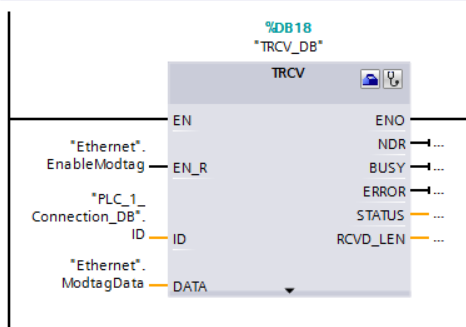 %DB18
"TRCV_DB"
TRCV
EN
ENO
NDR
...
"Ethernet".
EnableModtag
EN_R
BUSY
...
ERROR
...
"PLC_1_
Connection_DB".
ID
ID
STATUS
...
RCVD_LEN
...
"Ethernet".
ModtagData
DATA